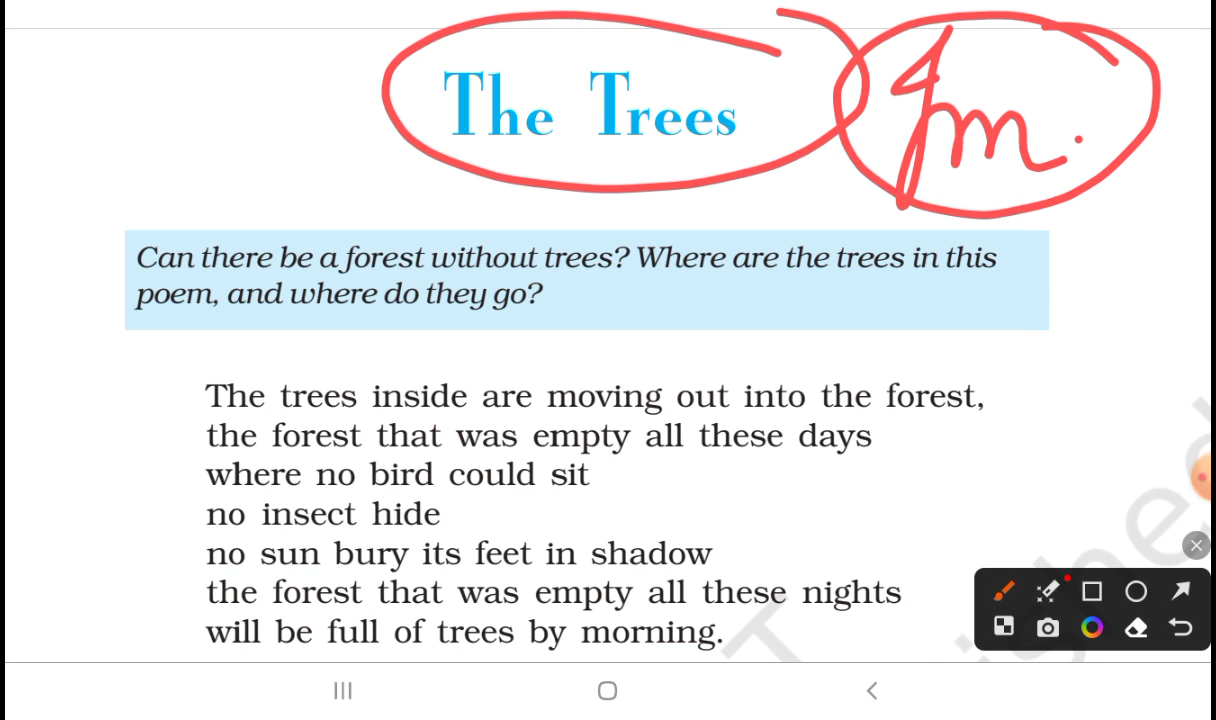 The Trees
Can there be a forest without trees? Where are the trees in this
poem, and where do they go?
The trees inside are moving out into the forest,
the forest that was empty all these days
where no bird could sit
no insect hide
no sun bury its feet in shadow
the forest that was empty all these nights
will be full of trees by morning.